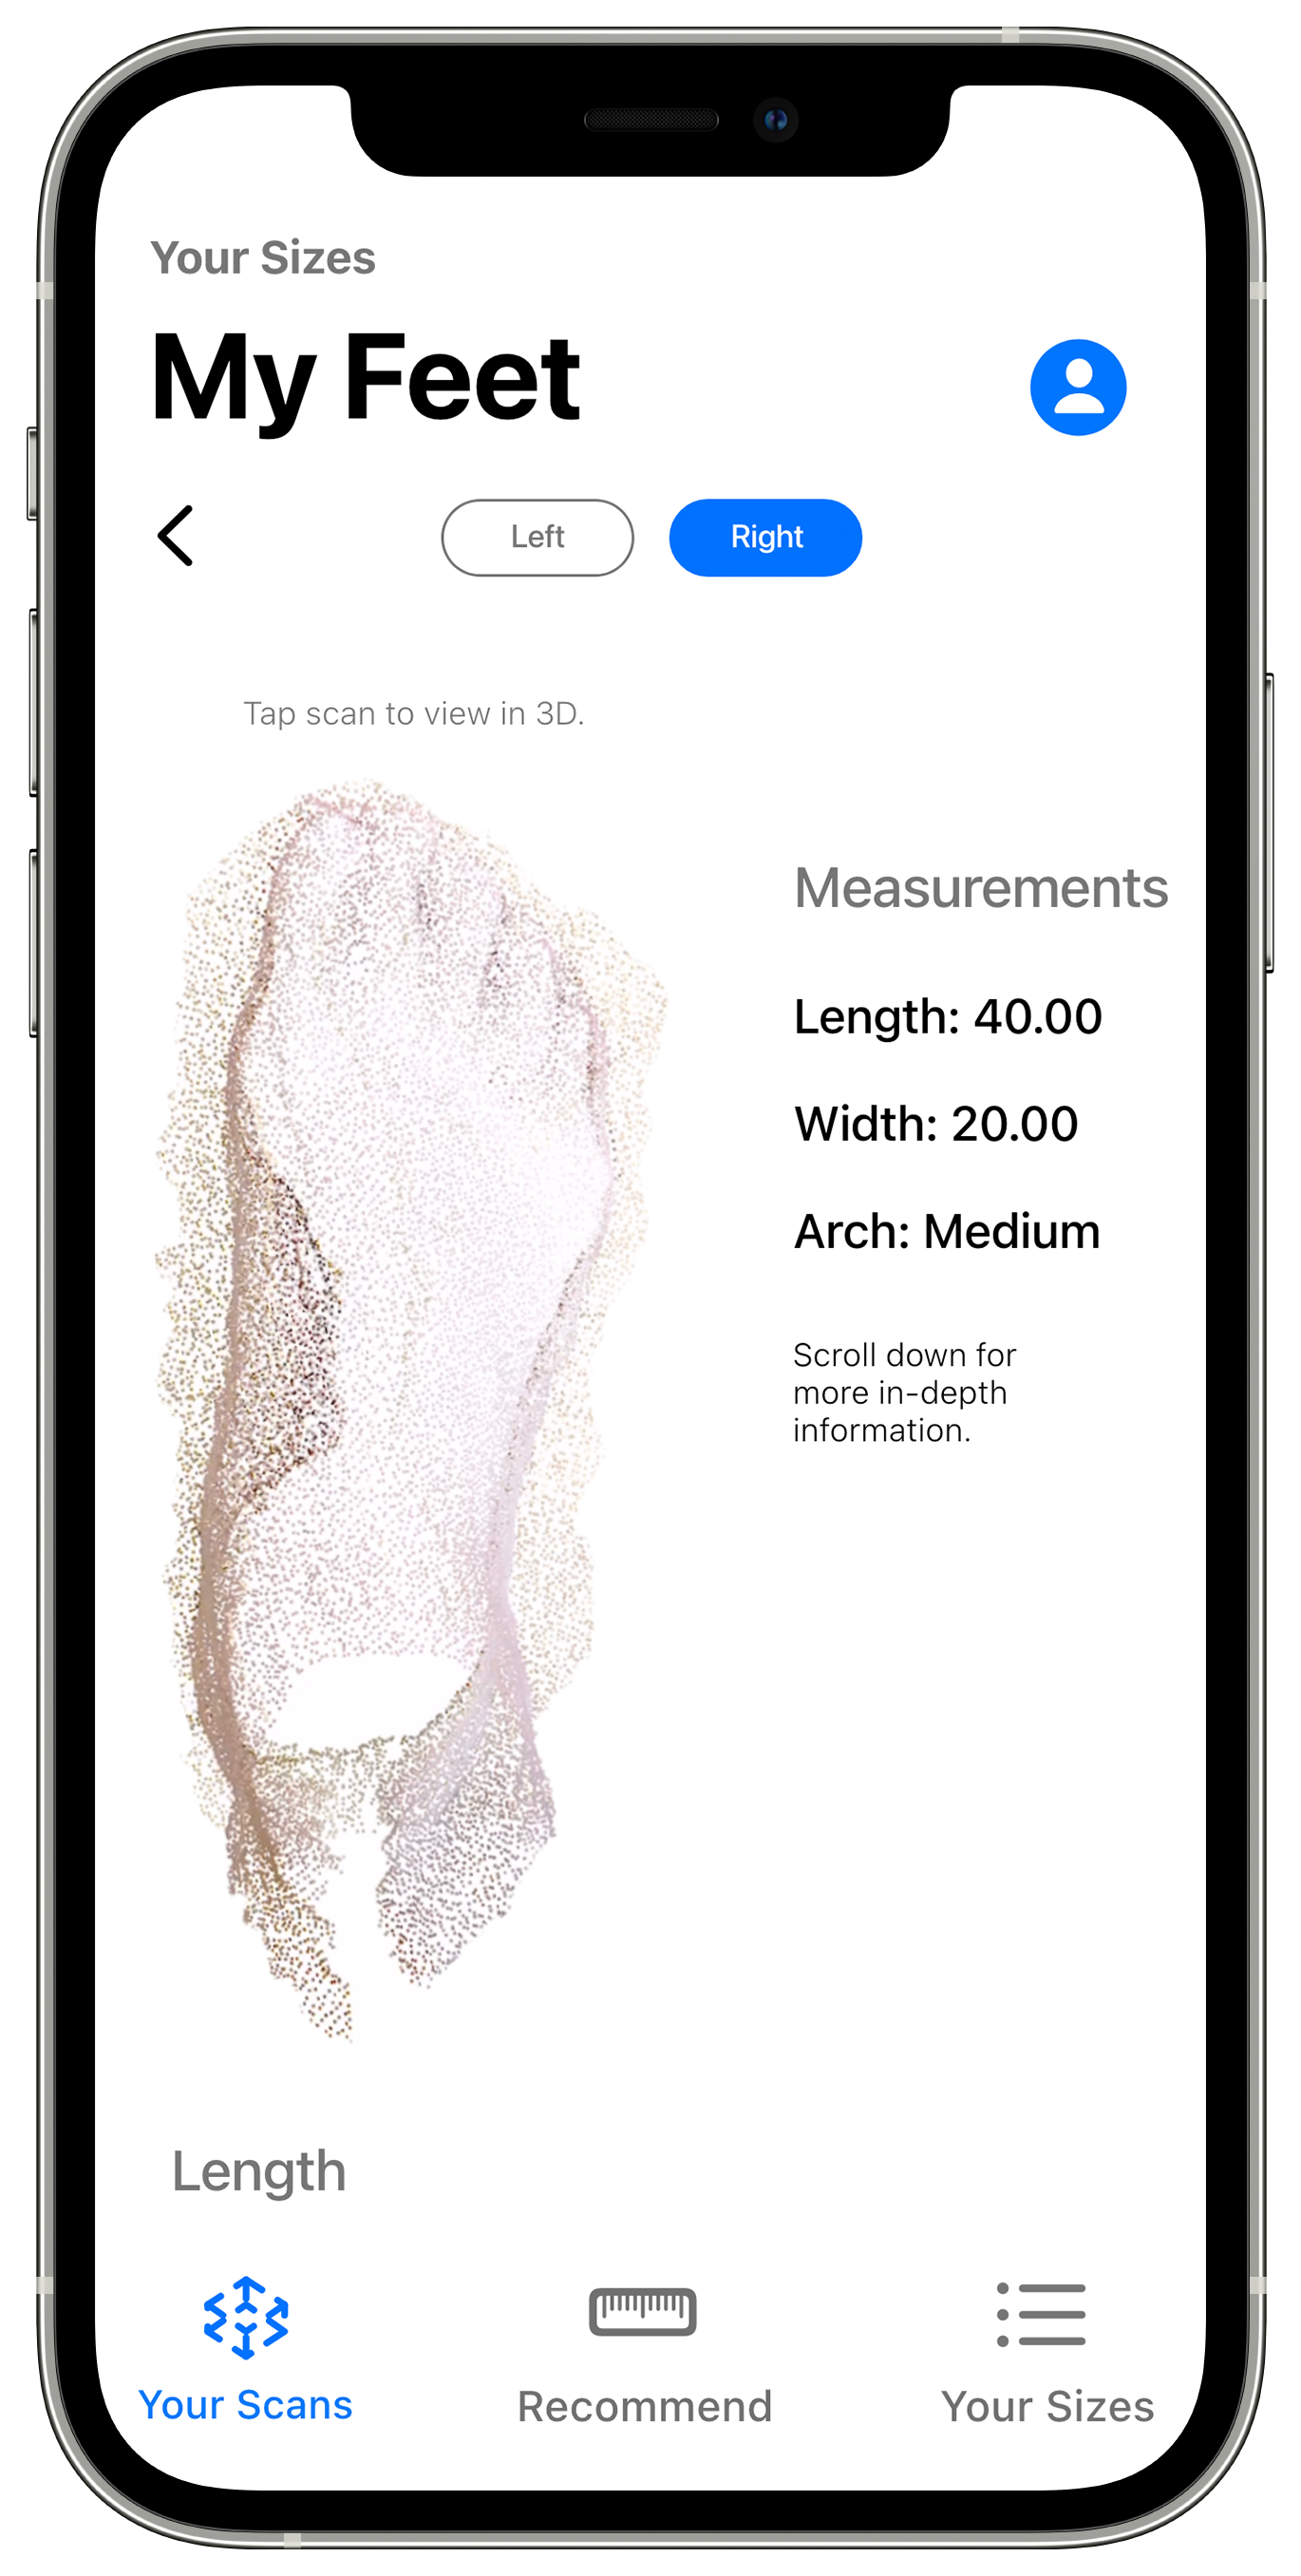 Your Sizes
My Feet
Left
Right
Tap scan to view in 3D.
Measurements
Length: 40.00
Width: 20.00
Arch: Medium
Scroll down for
more in-depth
information.
Length
Your Scans
Recommend
Your Sizes